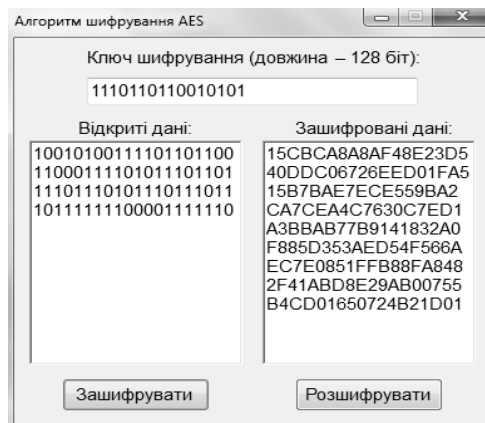 Алгоритм шифрування AES
Ключ шифрування (довжина – 128 біт):
1110110110010101
Відкриті дані:
10010100111101101100
11000111101011101101
11101110101110111011
10111111100001111110
Зашифровані дані:
15CBCA8A8AF48E23D5
40DDC06726EED01FA5
15B7BAE7ECE559BA2
CA7CEA4C7630C7ED1
A3BBAB77B9141832A0
F885D353AED54F566A
EC7E0851FFB88FA848
2F41ABD8E29AB00755
B4CD01650724B21D01
Зашифрувати
Розшифрувати